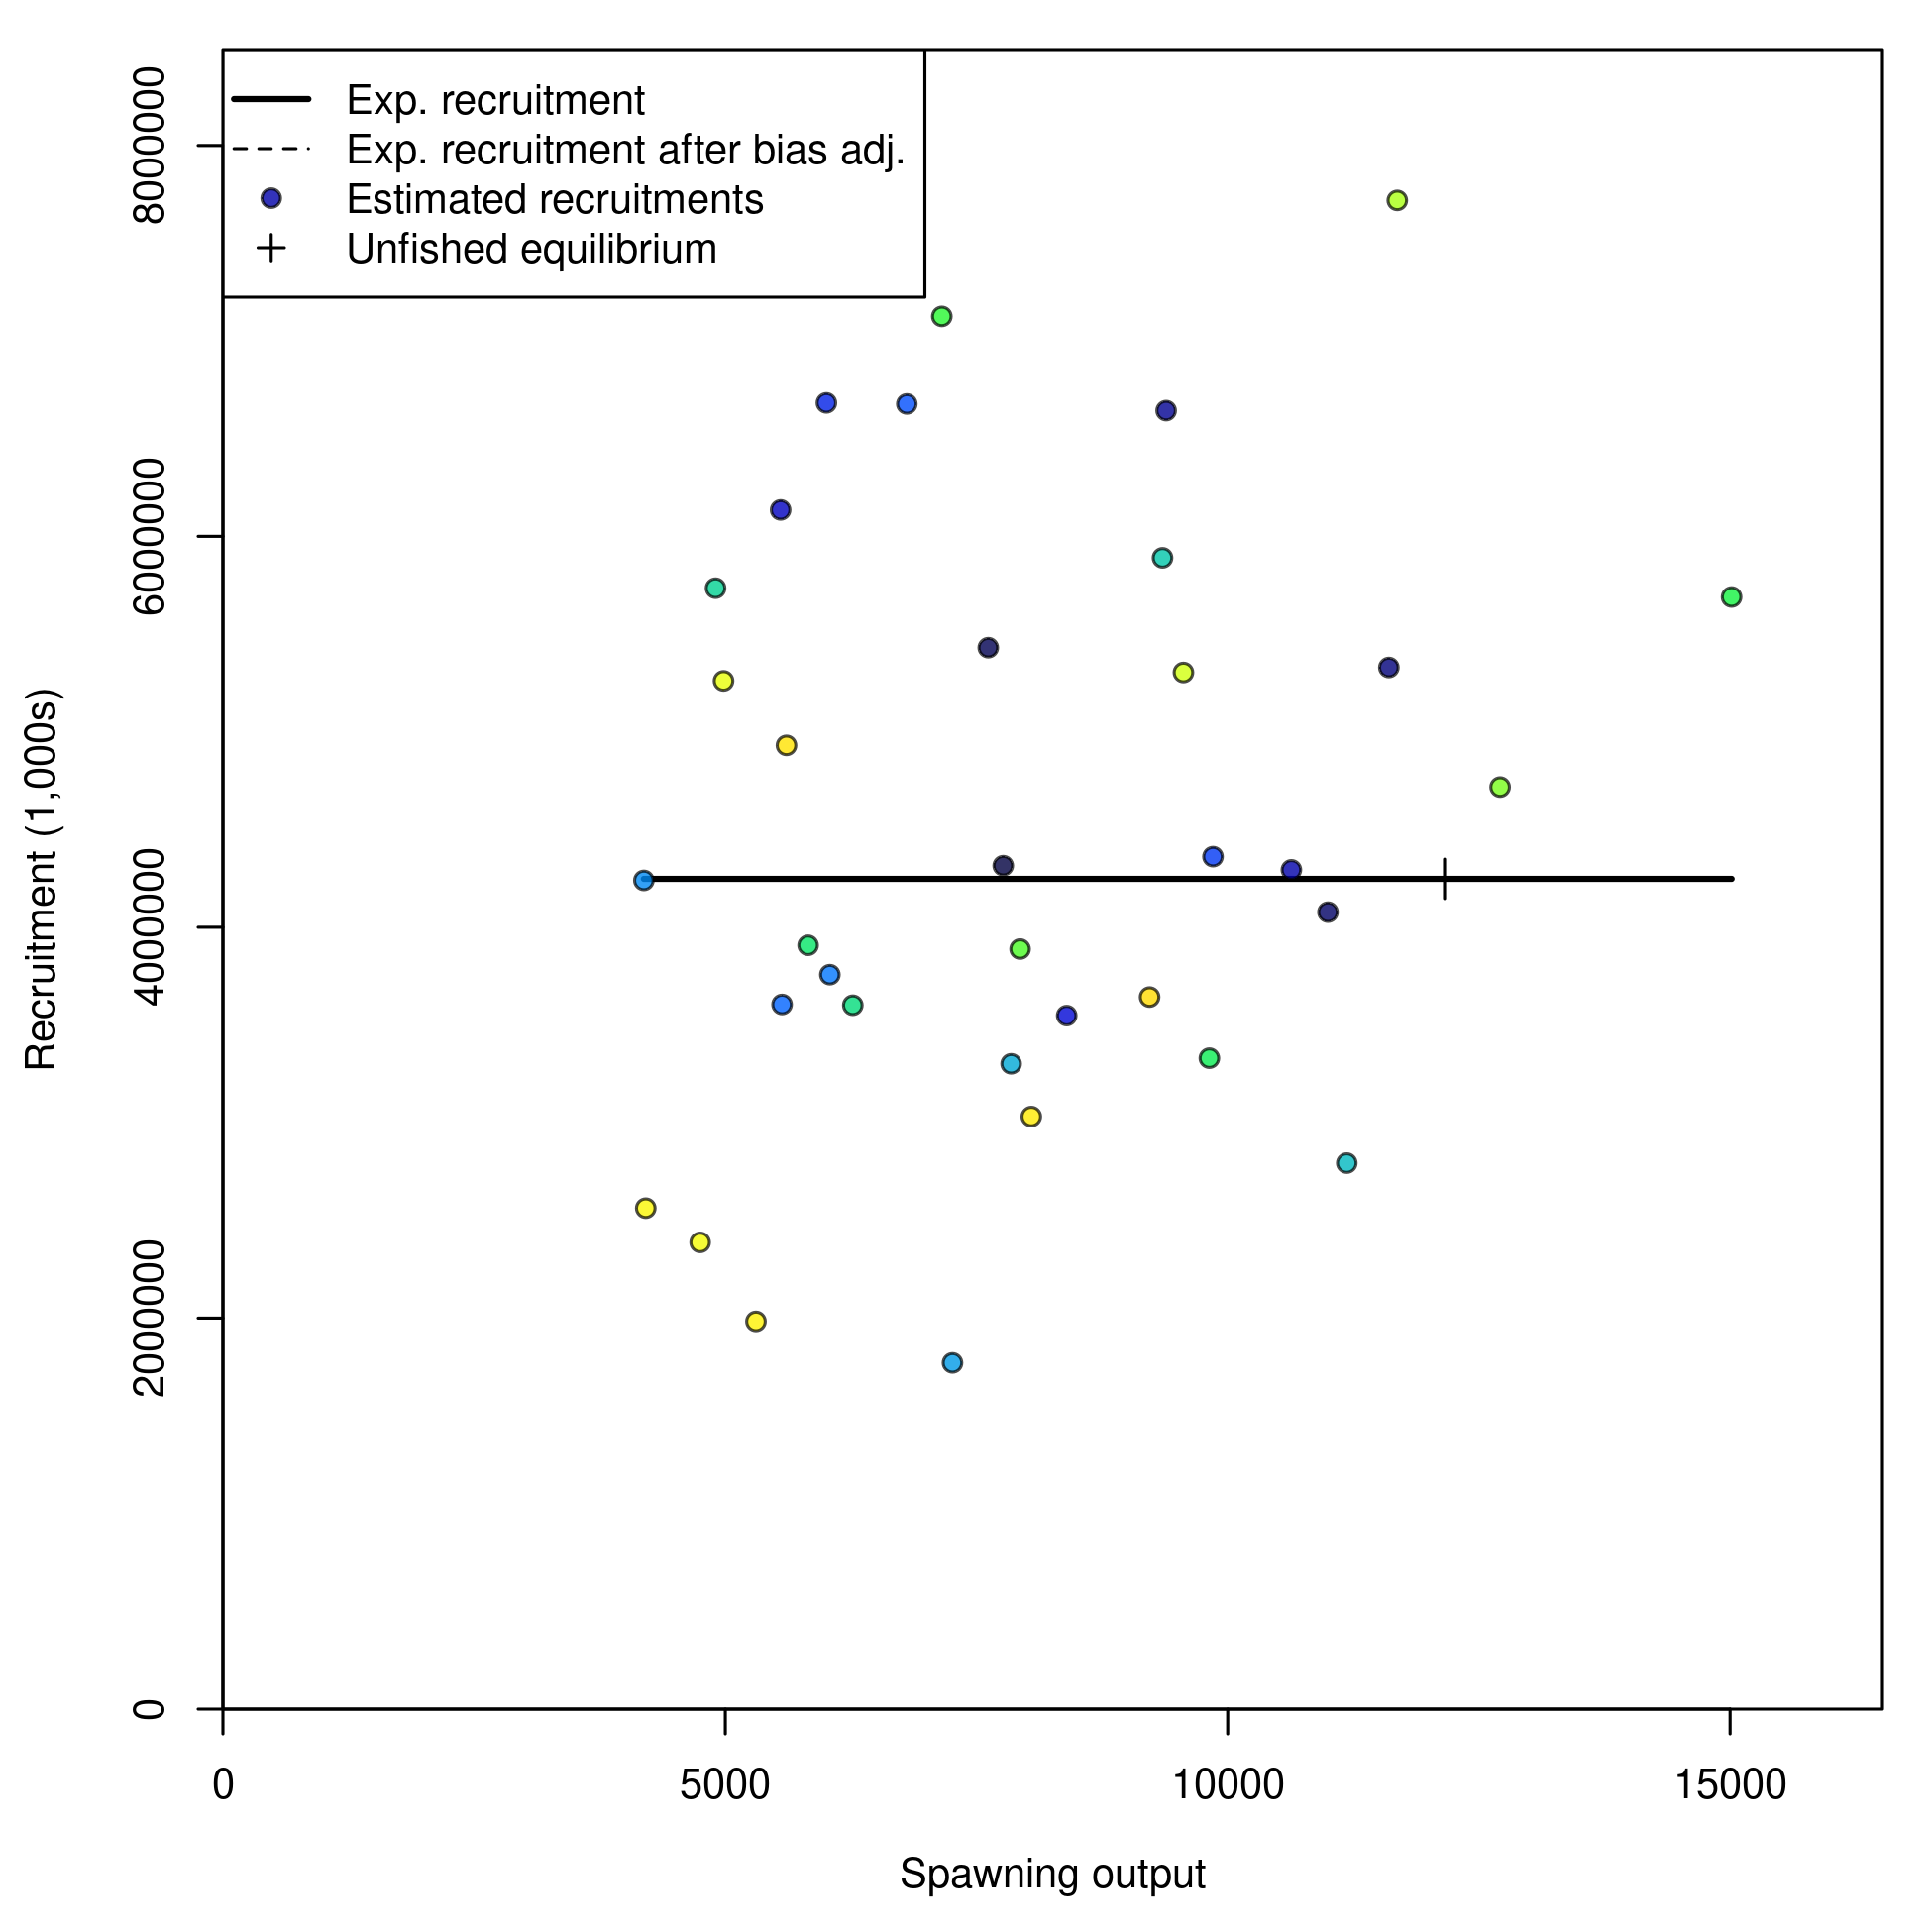 Exp. recruitment
Exp. recruitment after bias adj.
Estimated recruitments
Unfished equilibrium
8000000
6000000
4000000
2000000
0
Recruitment (1,000s)
0 5000 10000 15000
Spawning output